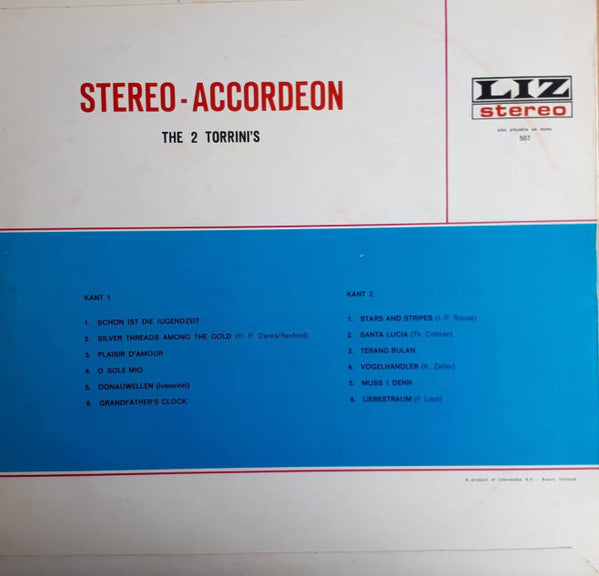 STEREO - ACCORDEON
THE 2 TORRINI'S
LIZ
stereo
also playable on mono
507
KANT 1
1. SCHÖN IST DIE JUGENDZEIT
2. SILVER THREADS AMONG THE GOLD (H. P. Danks/Rexford)
3. PLAISIR D'AMOUR
4. O SOLE MIO
5. DONAUWELLEN (Ivanovici)
6. GRANDFATHER'S CLOCK
KANT 2
1. STARS AND STRIPES (I. P. Sousa)
2. SANTA LUCIA (Th. Cottrau)
3. TERANG BULAN
4. VOGELHÄNDLER (K. Zeller)
5. MUSS I DENN
6. LIEBESTRAUM (F. Liszt)
A product of Intermedia N.V. - Baarn, Holland.